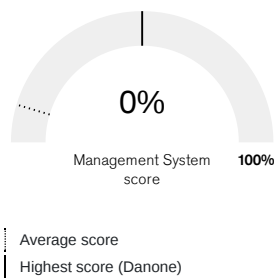 0%
Management System
score
100%
Average score
Highest score (Danone)